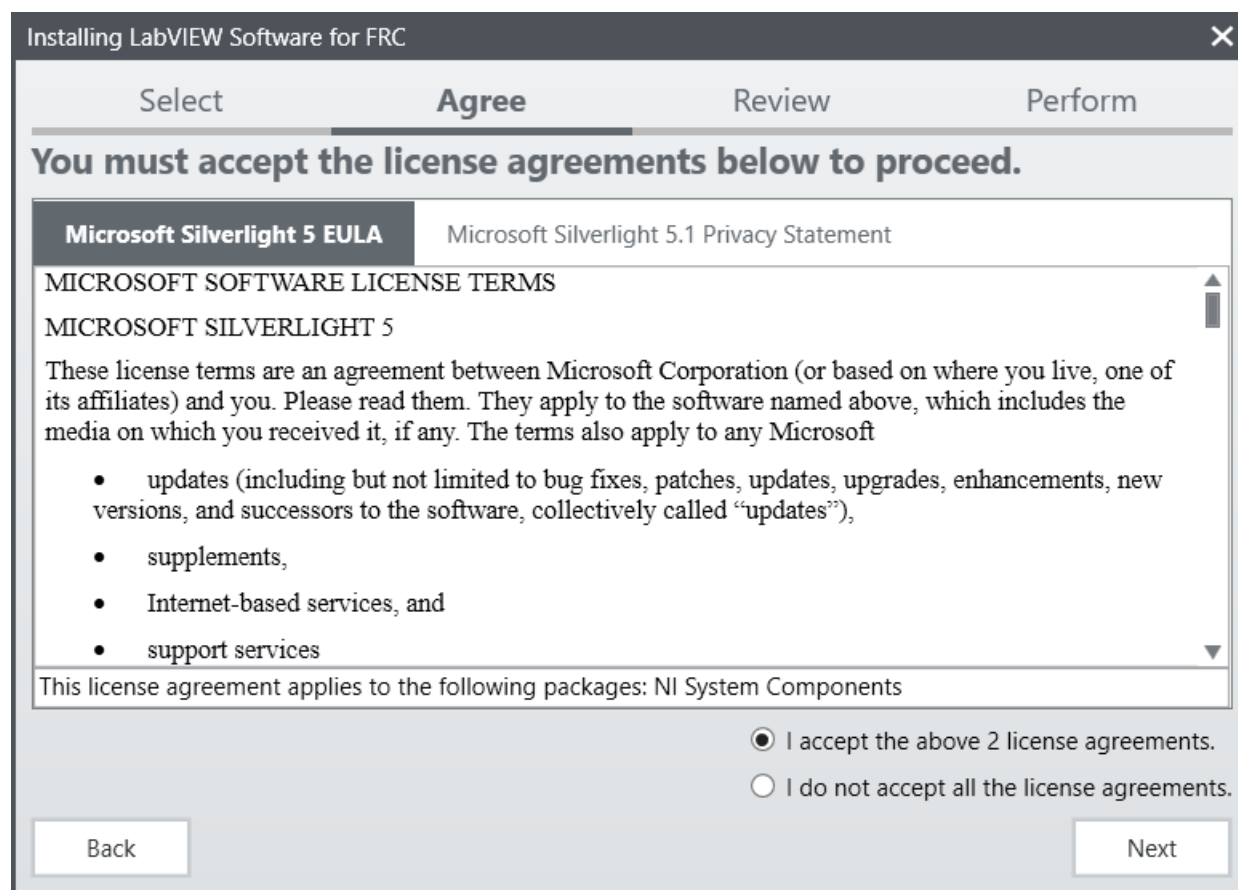 Installing LabVIEW Software for FRC
Select Agree Review Perform
You must accept the license agreements below to proceed.
Microsoft Silverlight 5 EULA Microsoft Silverlight 5.1 Privacy Statement
MICROSOFT SOFTWARE LICENSE TERMS
MICROSOFT SILVERLIGHT 5
These license terms are an agreement between Microsoft Corporation (or based on where you live, one of
its affiliates) and you. Please read them. They apply to the software named above, which includes the
media on which you received it, if any. The terms also apply to any Microsoft
• updates (including but not limited to bug fixes, patches, updates, upgrades, enhancements, new
versions, and successors to the software, collectively called “updates”),
• supplements,
• Internet-based services, and
• support services
This license agreement applies to the following packages: NI System Components
I accept the above 2 license agreements.
I do not accept all the license agreements.
Back Next